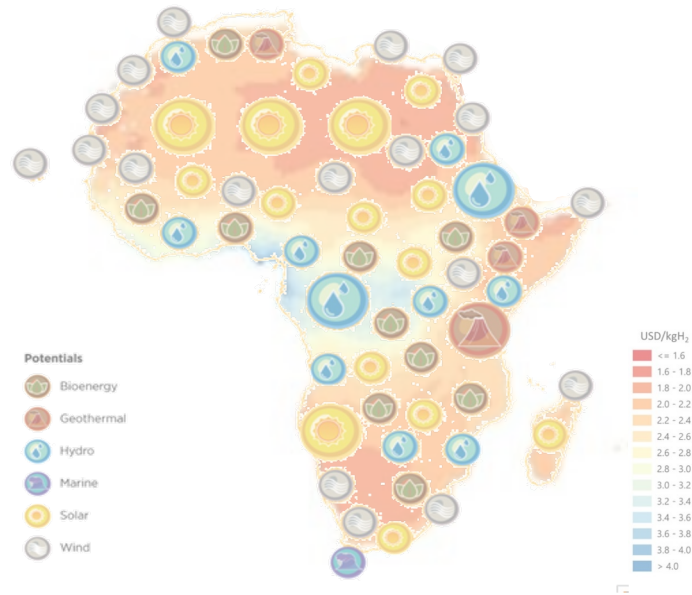 USD/kgH₂
<= 1.6
1.6 - 1.8
1.8 - 2.0
2.0 - 2.2
2.2 - 2.4
2.4 - 2.6
2.6 - 2.8
2.8 - 3.0
3.0 - 3.2
3.2 - 3.4
3.4 - 3.6
3.6 - 3.8
3.8 - 4.0
> 4.0
Potentials
Bioenergy
Geothermal
Hydro
Marine
Solar
Wind